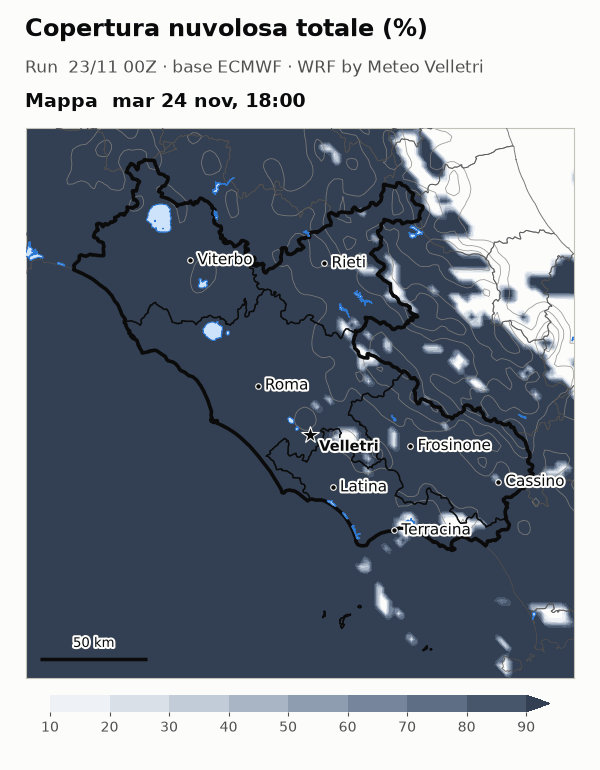 Copertura nuvolosa totale (%)
Run  23/11 00Z · base ECMWF · WRF by Meteo Velletri
Mappa  mar 24 nov, 18:00
Viterbo
Rieti
Roma
Velletri
Frosinone
Cassino
Latina
Terracina
50 km
10 20 30 40 50 60 70 80 90